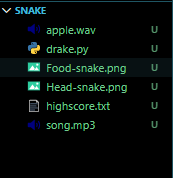 SNAKE
apple.wav U
drake.py U
Food-snake.png U
Head-snake.png U
highscore.txt U
song.mp3 U